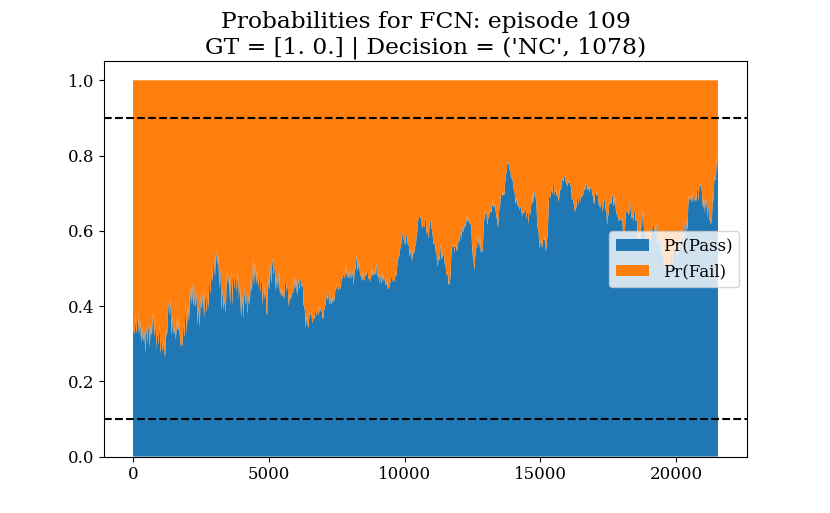 Probabilities for FCN: episode 109
GT = [1. 0.] | Decision = ('NC', 1078)
1.0
0.8
0.6
0.4
0.2
0.0
Pr(Pass)
Pr(Fail)
0
5000
10000
15000
20000